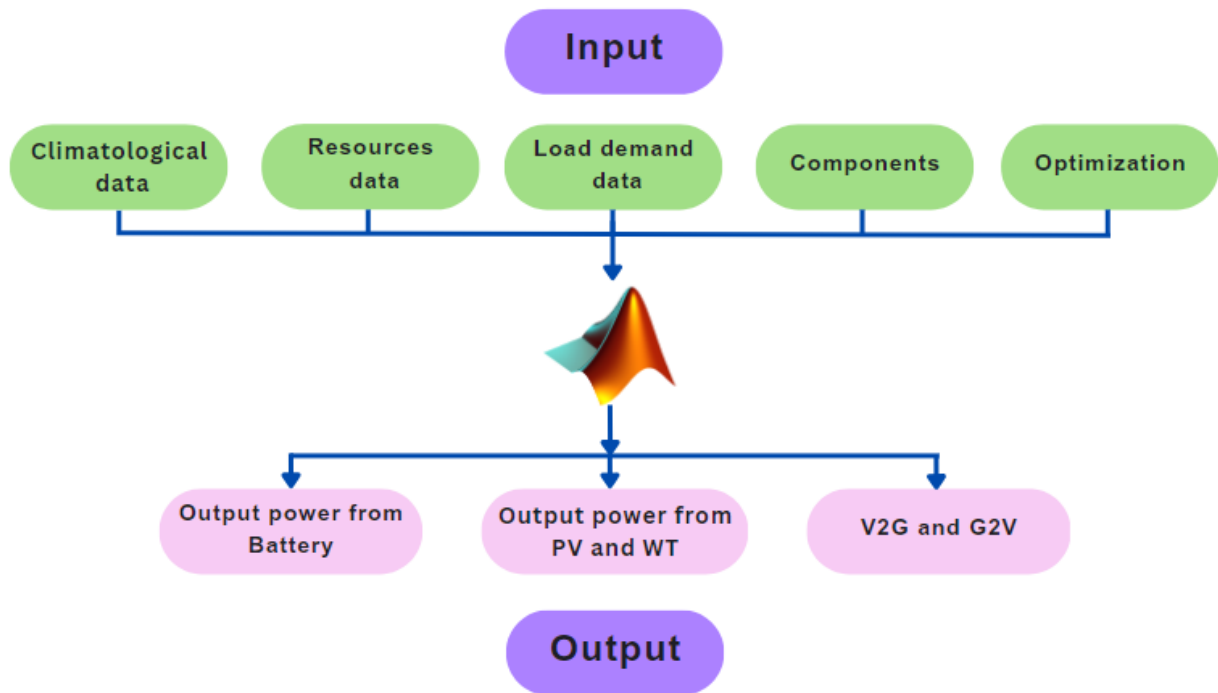 Input
Climatological
data
Resources
data
Load demand
data
Components
Optimization
Output power from
Battery
Output power from
PV and WT
V2G and G2V
Output